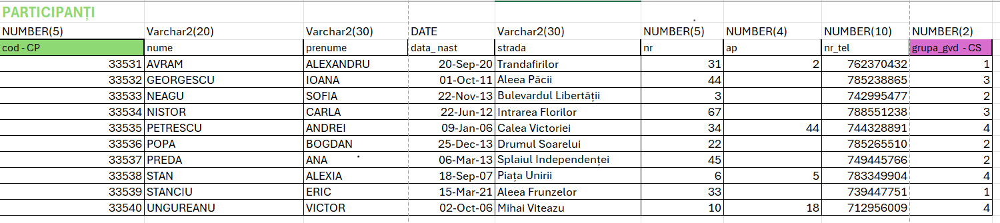 PARTICIPANȚI
NUMBER(5) Varchar2(20) Varchar2(30) DATE Varchar2(30) NUMBER(5) NUMBER(4) NUMBER(10) NUMBER(2)
cod - CP nume prenume data_ nast strada nr ap nr_tel grupa_gvd - CS
33531 AVRAM ALEXANDRU 20-Sep-20 Trandafirilor 31 2 762370432 1
33532 GEORGESCU IOANA 01-Oct-11 Aleea Păcii 44 785238865 3
33533 NEAGU SOFIA 22-Nov-13 Bulevardul Libertății 3 742995477 2
33534 NISTOR CARLA 22-Jun-12 Intrarea Florilor 67 788551238 3
33535 PETRESCU ANDREI 09-Jan-06 Calea Victoriei 34 44 744328891 4
33536 POPA BOGDAN 25-Dec-13 Drumul Soarelui 22 785265510 2
33537 PREDA ANA 06-Mar-13 Splaiul Independenței 45 749445766 2
33538 STAN ALEXIA 18-Sep-07 Piața Unirii 6 5 783349904 4
33539 STANCIU ERIC 15-Mar-21 Aleea Frunzelor 33 739447751 1
33540 UNGUREANU VICTOR 02-Oct-06 Mihai Viteazu 10 18 712956009 4